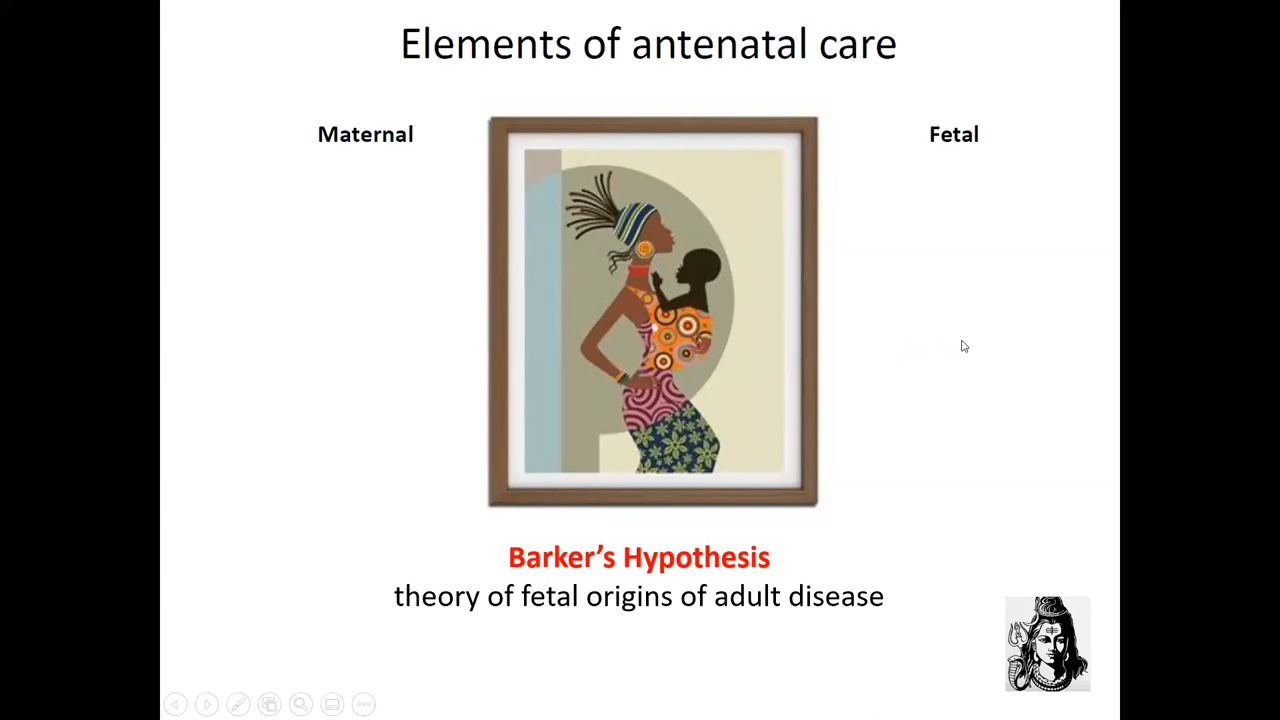 Elements of antenatal care
Maternal
Fetal
Barker’s Hypothesis
theory of fetal origins of adult disease